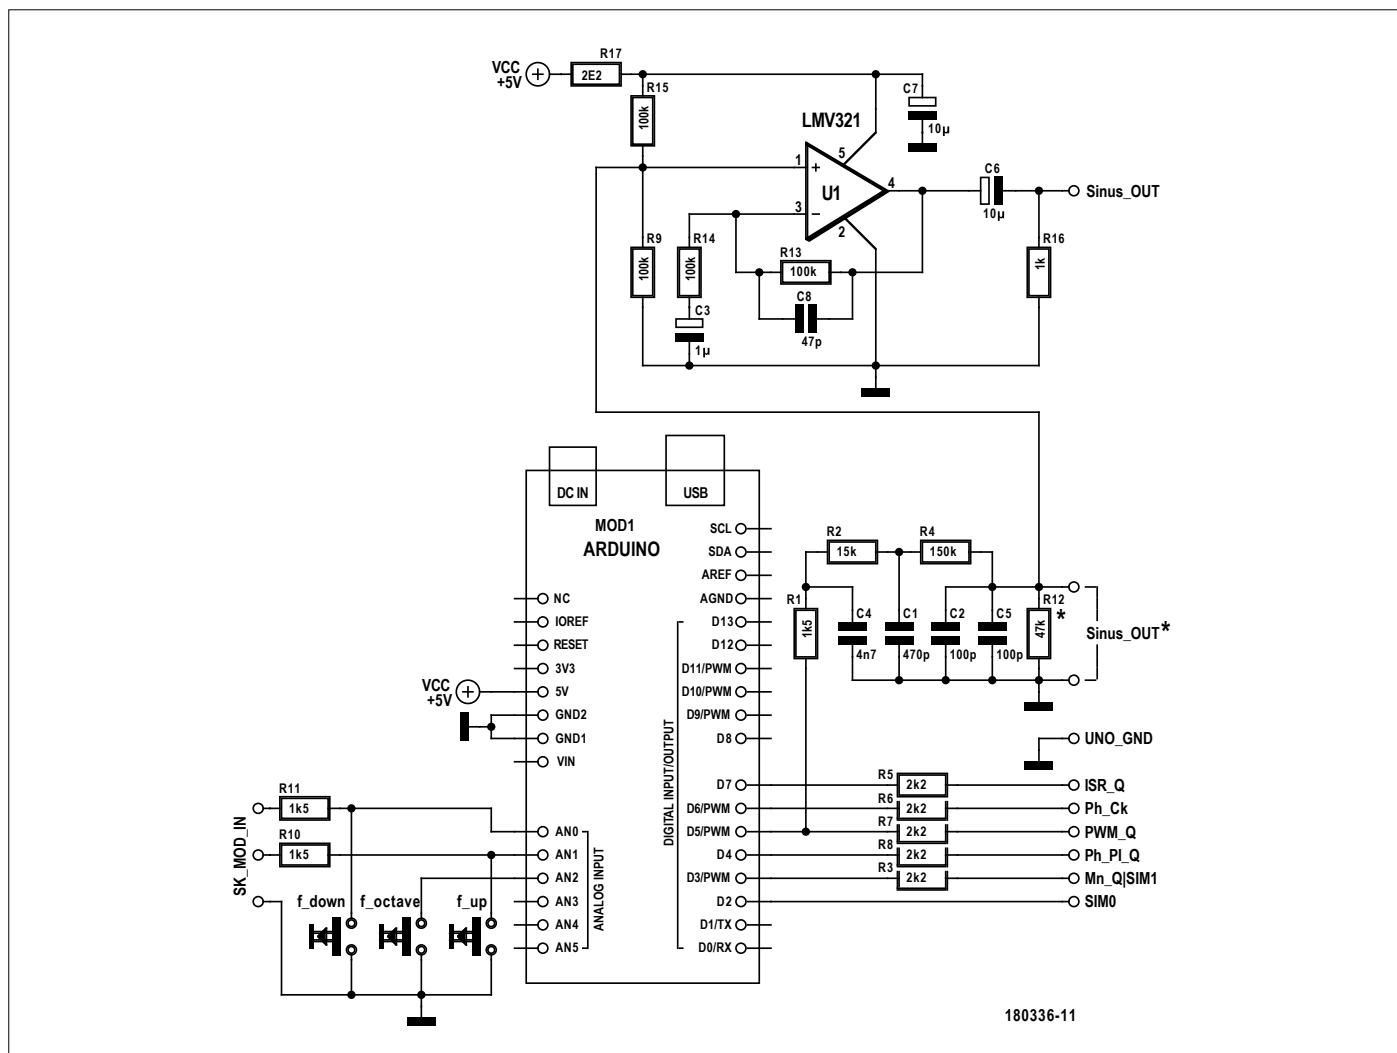 R17
VCC
+5V
2E2
R15
100k
C7
10µ
LMV321
1
+
5
U1
4
3
−
2
C6
10µ
Sinus_OUT
R9
100k
R14
100k
R13
100k
R16
1k
C3
1µ
C8
47p
DC IN
USB
MOD1
ARDUINO
SCL
SDA
AREF
AGND
D13
D12
D11/PWM
D10/PWM
D9/PWM
D8
D7
D6/PWM
D5/PWM
D4
D3/PWM
D2
D1/TX
D0/RX
DIGITAL INPUT/OUTPUT
NC
IOREF
RESET
3V3
5V
GND2
GND1
VIN
VCC
+5V
AN0
AN1
AN2
AN3
AN4
AN5
ANALOG INPUT
R2
15k
R4
150k
R1
1k5
C4
4n7
C1
470p
C2
100p
C5
100p
R12
47k
*
Sinus_OUT*
UNO_GND
R5
2k2
ISR_Q
R6
2k2
Ph_Ck
R7
2k2
PWM_Q
R8
2k2
Ph_Pl_Q
R3
2k2
Mn_Q|SIM1
SIM0
R11
1k5
R10
1k5
SK_MOD_IN
f_down
f_octave
f_up
180336-11